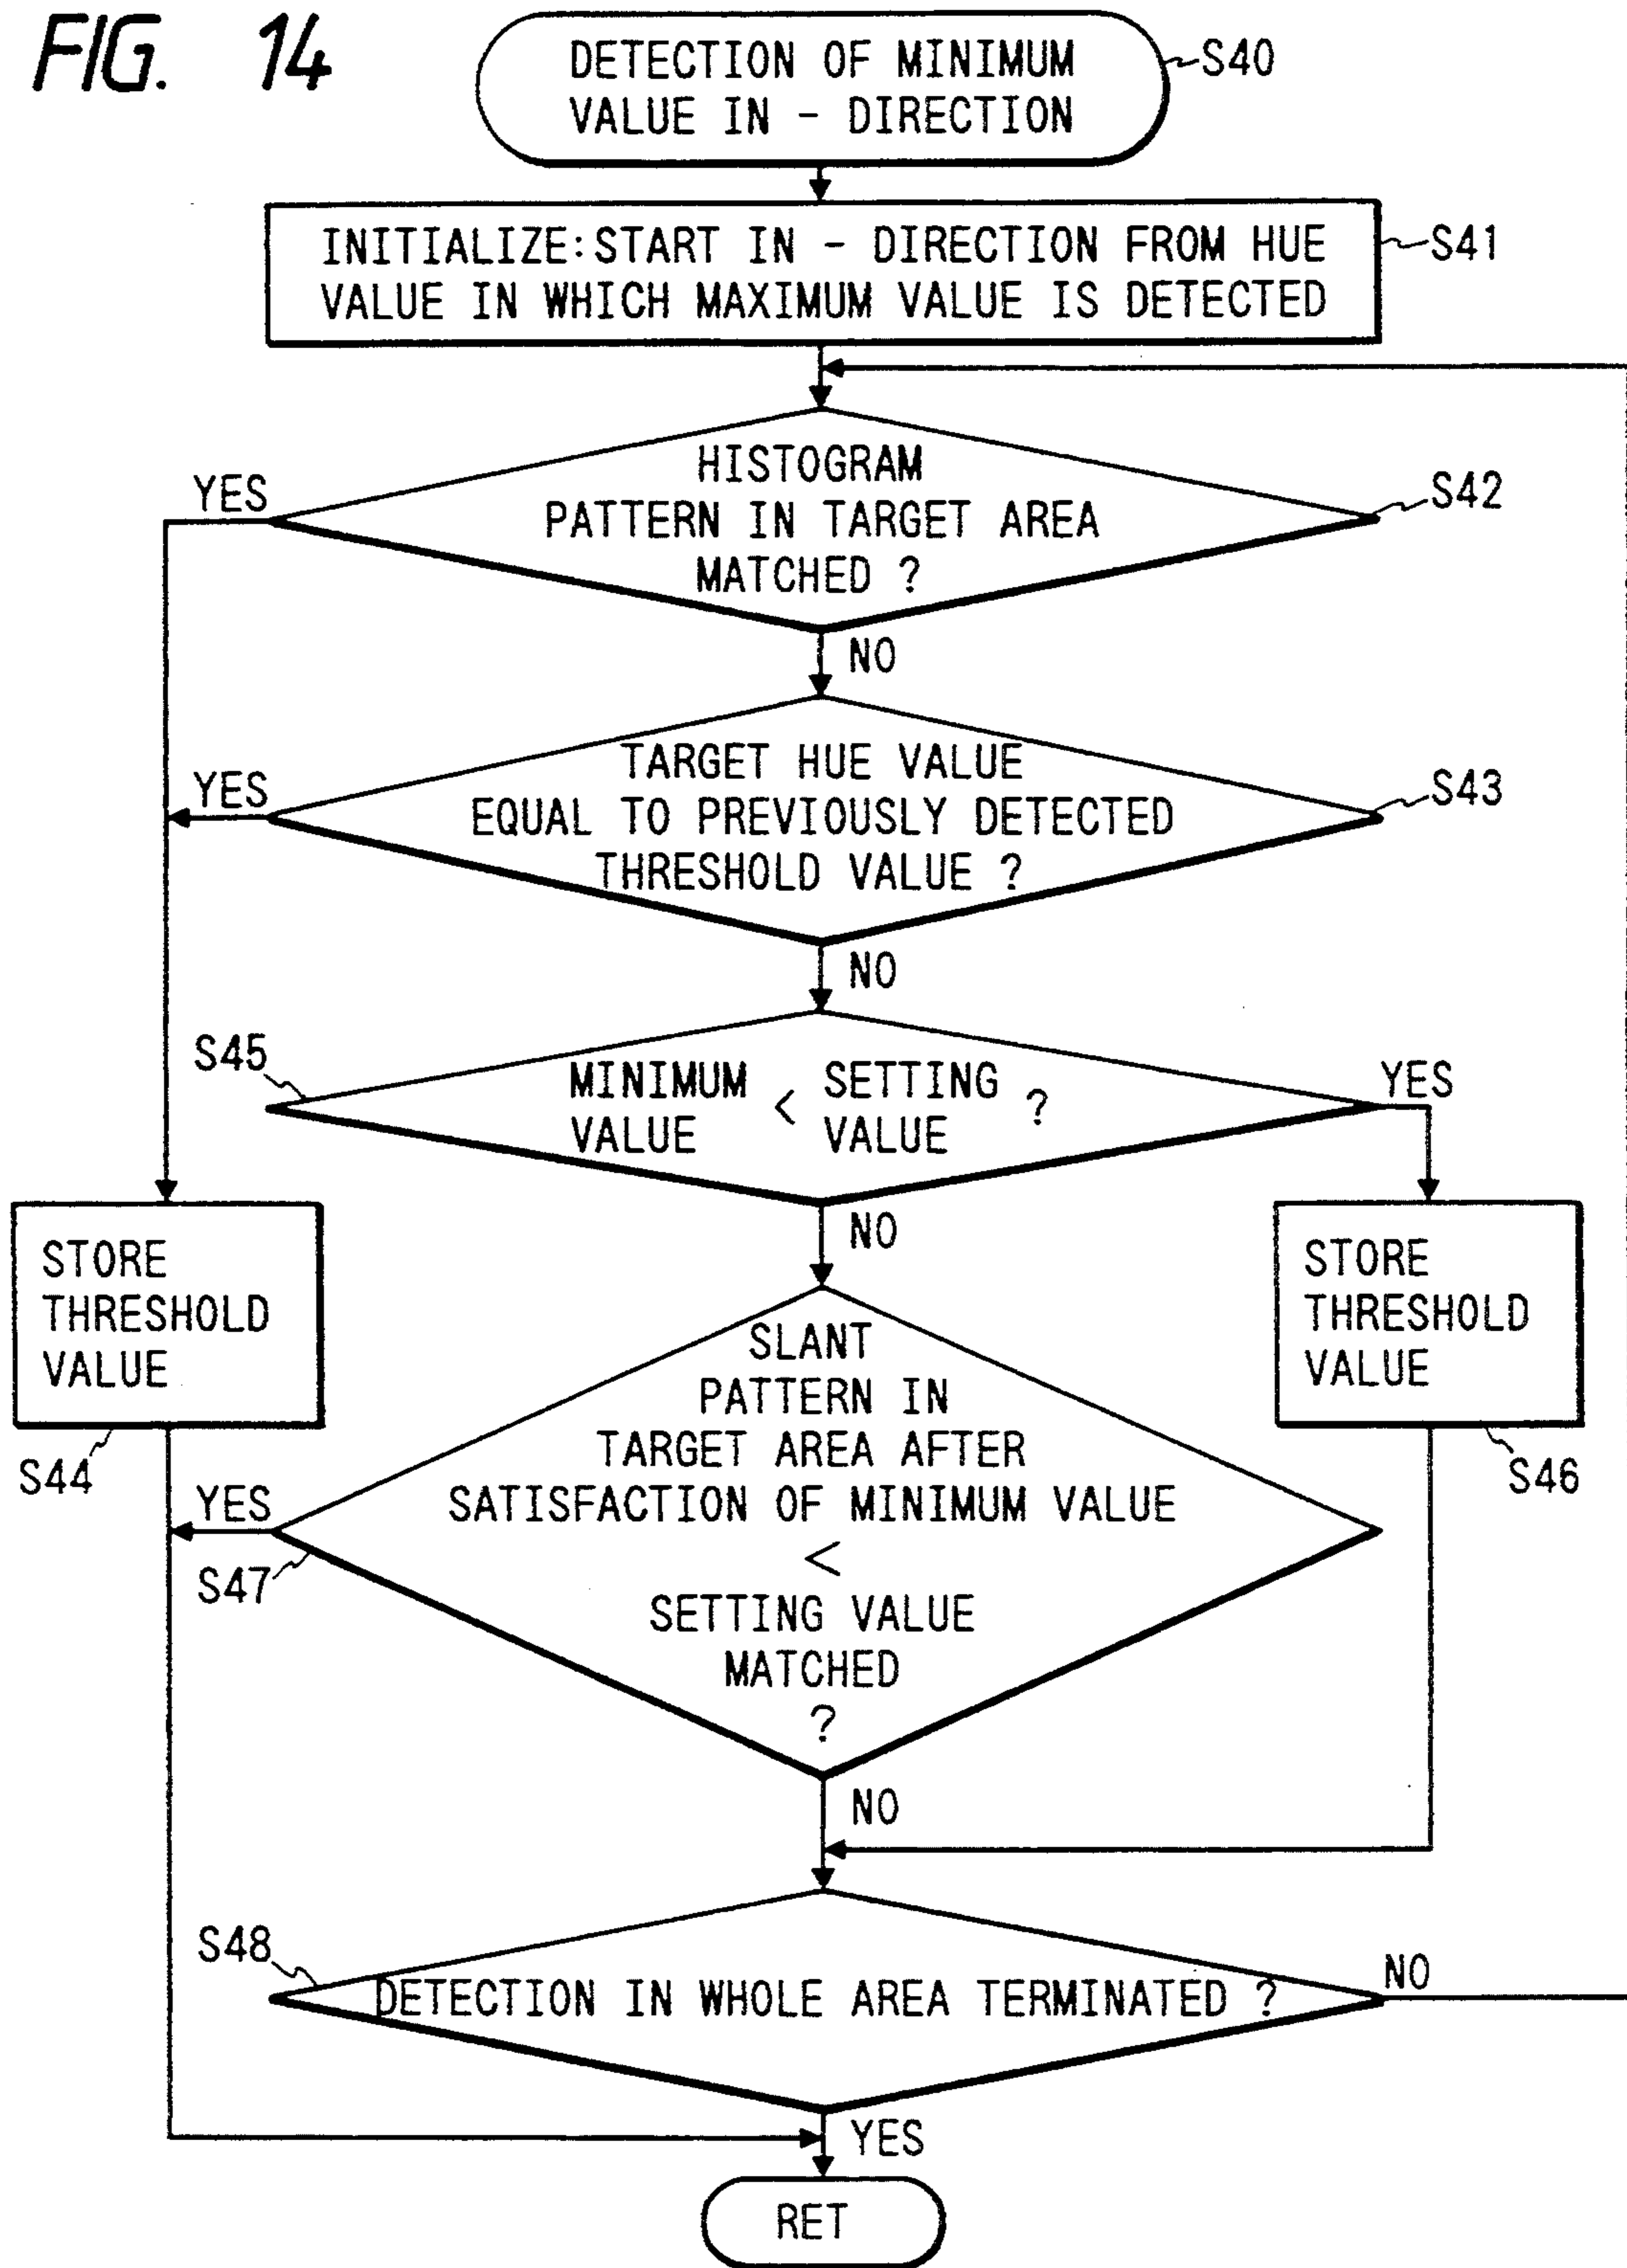 FIG. 14
DETECTION OF MINIMUM
VALUE IN - DIRECTION
S40
INITIALIZE:START IN - DIRECTION FROM HUE
VALUE IN WHICH MAXIMUM VALUE IS DETECTED
S41
HISTOGRAM
PATTERN IN TARGET AREA
MATCHED ?
S42
YES
NO
TARGET HUE VALUE
EQUAL TO PREVIOUSLY DETECTED
THRESHOLD VALUE ?
S43
YES
NO
S45
MINIMUM
VALUE
<
SETTING
VALUE
?
YES
NO
STORE
THRESHOLD
VALUE
S44
STORE
THRESHOLD
VALUE
S46
SLANT
PATTERN IN
TARGET AREA AFTER
SATISFACTION OF MINIMUM VALUE
<
SETTING VALUE
MATCHED
?
YES
S47
NO
S48
DETECTION IN WHOLE AREA TERMINATED ?
NO
YES
RET